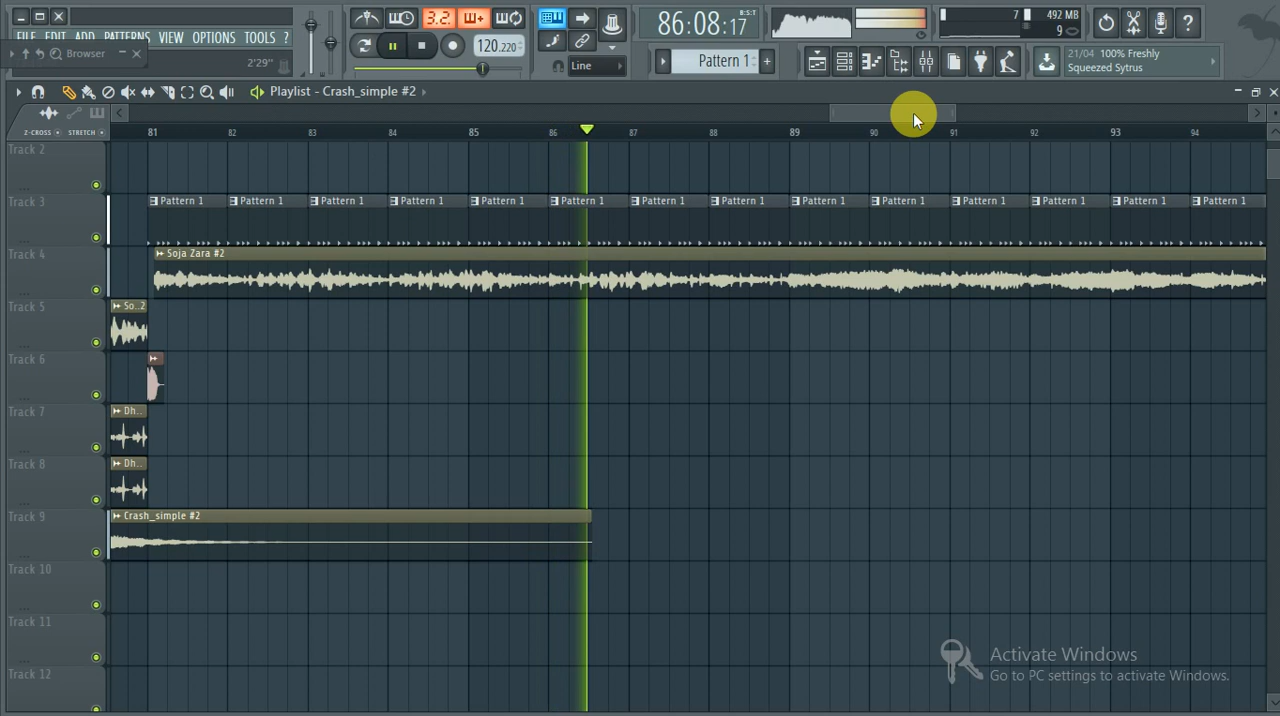 FILE EDIT ADD PATTERNS VIEW OPTIONS TOOLS ?
Browser
2'29"
3.2.
120.220
Line
86:08:17
B:S:T
Pattern 1
7
492 MB
9
21/04 100% Freshly
Squeezed Sytrus
Playlist - Crash_simple #2
Z-CROSS STRETCH
81 82 83 84 85 86 87 88 89 90 91 92 93 94
Track 2
Track 3
Pattern 1 Pattern 1 Pattern 1 Pattern 1 Pattern 1 Pattern 1 Pattern 1 Pattern 1 Pattern 1 Pattern 1 Pattern 1 Pattern 1 Pattern 1 Pattern 1
Track 4
Soja Zara #2
Track 5
So..2
Track 6
Track 7
Dh..
Track 8
Dh..
Track 9
Crash_simple #2
Track 10
Track 11
Track 12
Activate Windows
Go to PC settings to activate Windows.